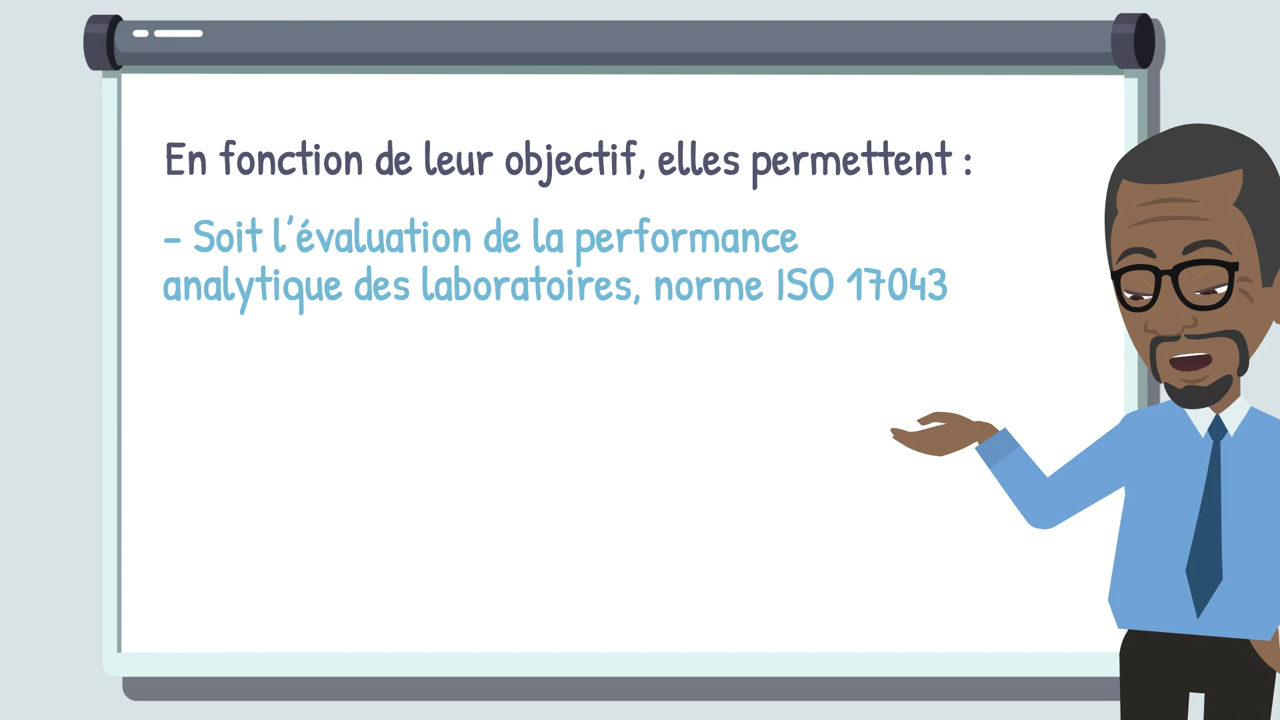 En fonction de leur objectif, elles permettent :
- Soit l'évaluation de la performance
analytique des laboratoires, norme ISO 17043